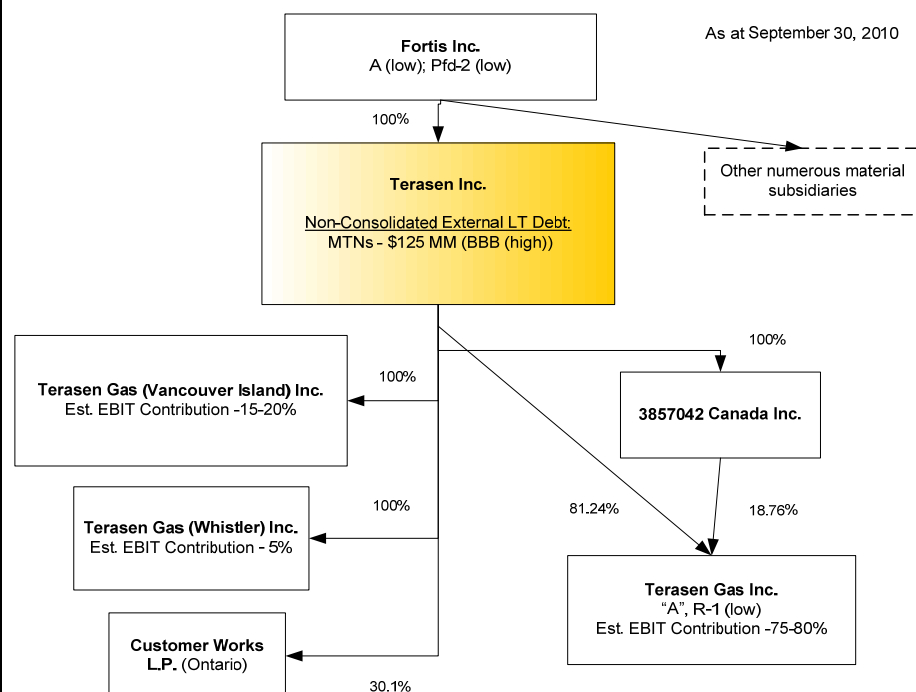 As at September 30, 2010
Fortis Inc.
A (low); Pfd-2 (low)
100%
Other numerous material
subsidiaries
Terasen Inc.
Non-Consolidated External LT Debt:
MTNs - $125 MM (BBB (high))
100%
100%
Terasen Gas (Vancouver Island) Inc.
Est. EBIT Contribution -15-20%
3857042 Canada Inc.
100%
81.24%
18.76%
Terasen Gas (Whistler) Inc.
Est. EBIT Contribution - 5%
Terasen Gas Inc.
“A”, R-1 (low)
Est. EBIT Contribution -75-80%
Customer Works
L.P. (Ontario)
30.1%